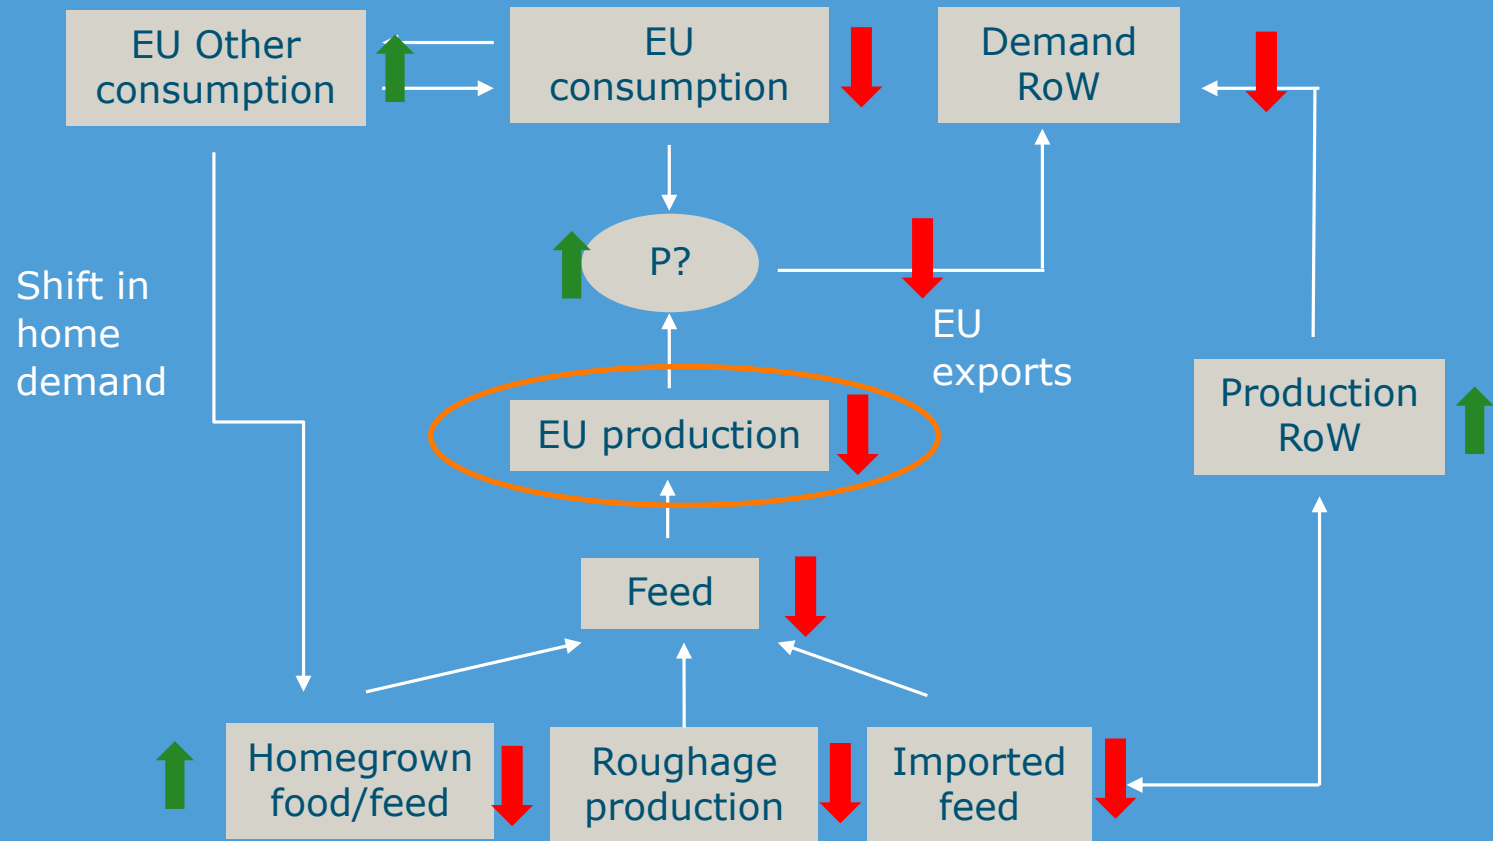 EU Other
consumption
EU
consumption
Demand
RoW
P?
Shift in
home
demand
EU
exports
EU production
Production
RoW
Feed
Homegrown
food/feed
Roughage
production
Imported
feed